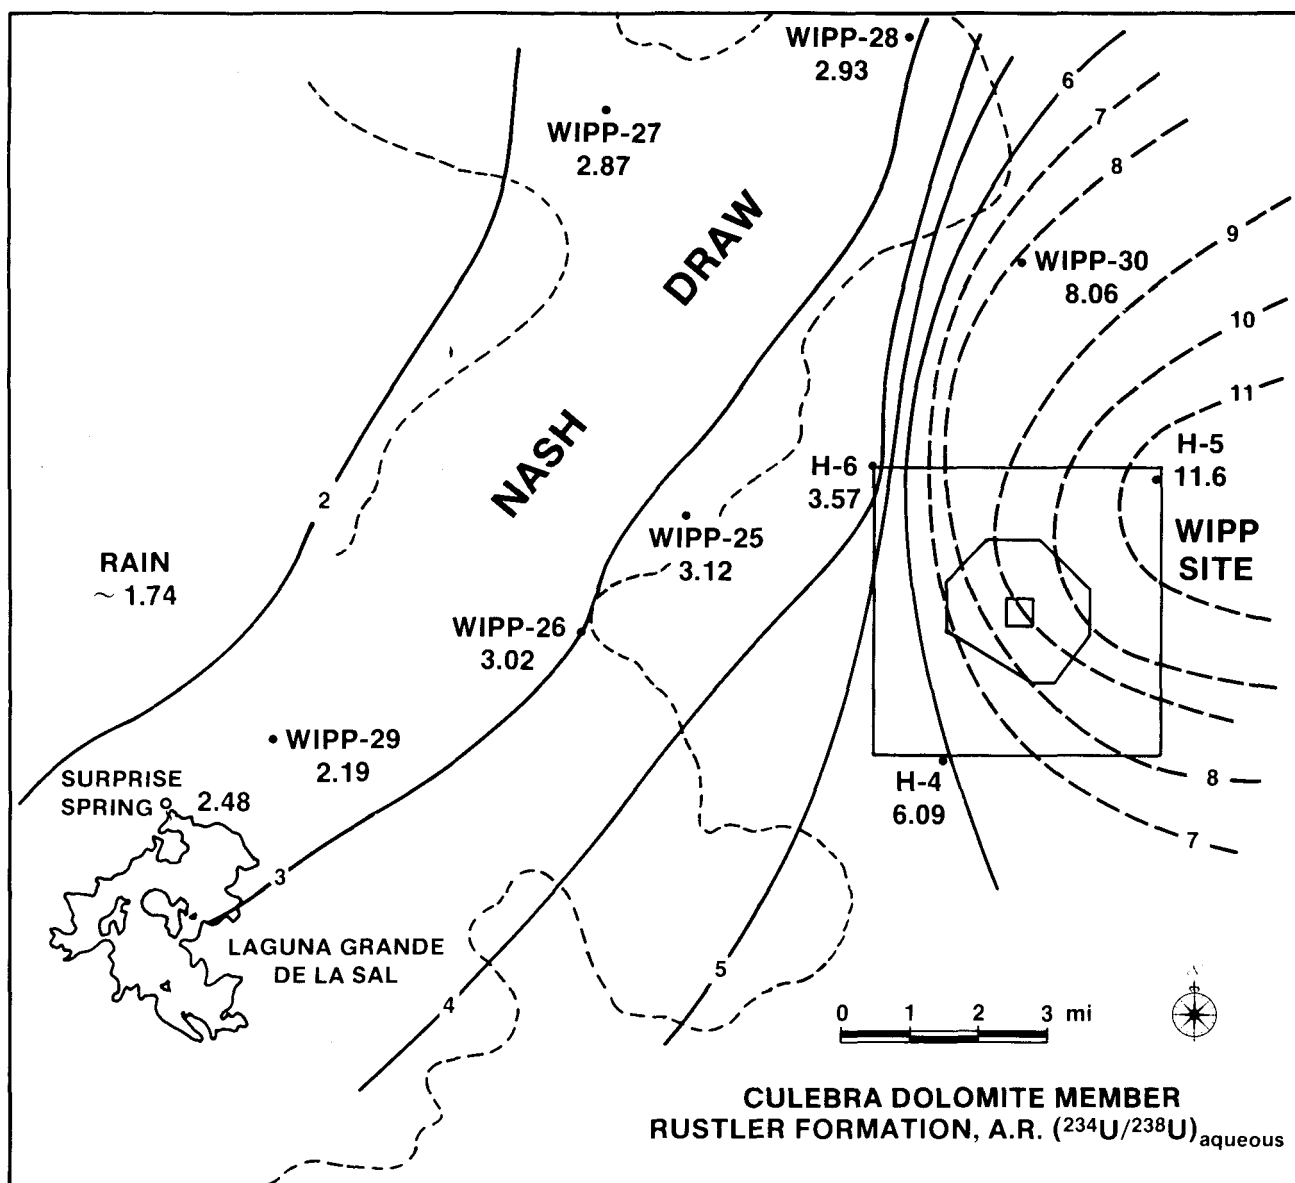 WIPP-28
2.93
WIPP-27
2.87
6
7
8
9
10
11
NASH DRAW
WIPP-30
8.06
H-5
11.6
H-6
3.57
WIPP
SITE
2
WIPP-25
3.12
RAIN
~ 1.74
WIPP-26
3.02
WIPP-29
2.19
SURPRISE
SPRING
2.48
H-4
6.09
8
7
3
LAGUNA GRANDE
DE LA SAL
5
4
0 1 2 3 mi
CULEBRA DOLOMITE MEMBER
RUSTLER FORMATION, A.R. (²³⁴U/²³⁸U)aqueous